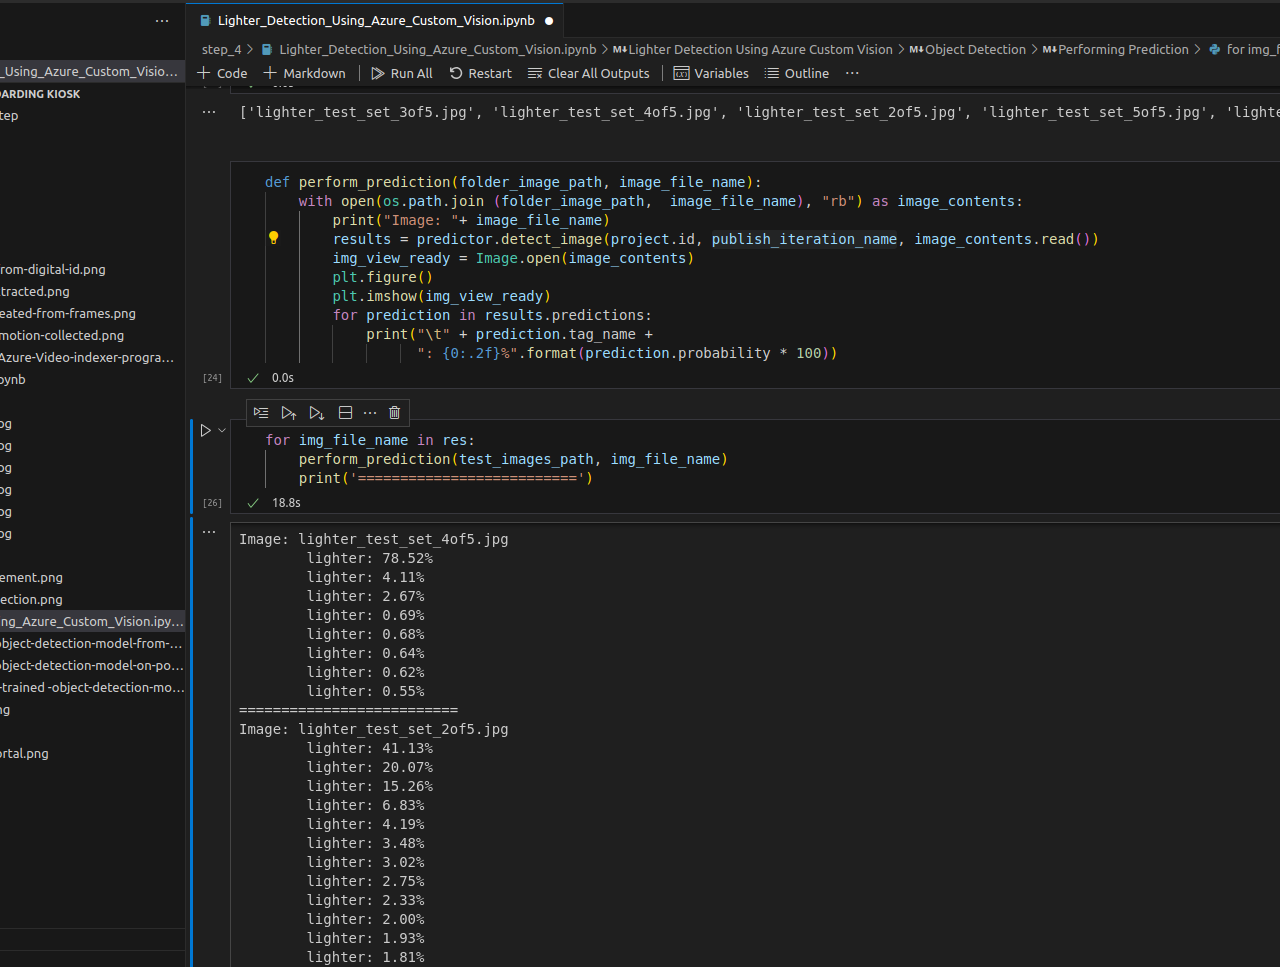 Lighter_Detection_Using_Azure_Custom_Vision.ipynb
step_4 > Lighter_Detection_Using_Azure_Custom_Vision.ipynb > M↓Lighter Detection Using Azure Custom Vision > M↓Object Detection > M↓Performing Prediction > for img_f
_Using_Azure_Custom_Visio...
+ Code + Markdown | Run All Restart Clear All Outputs | Variables Outline ...
OARDING KIOSK
tep
['lighter_test_set_3of5.jpg', 'lighter_test_set_4of5.jpg', 'lighter_test_set_2of5.jpg', 'lighter_test_set_5of5.jpg', 'lighte
def perform_prediction(folder_image_path, image_file_name):
with open(os.path.join (folder_image_path,  image_file_name), "rb") as image_contents:
print("Image: "+ image_file_name)
results = predictor.detect_image(project.id, publish_iteration_name, image_contents.read())
img_view_ready = Image.open(image_contents)
plt.figure()
plt.imshow(img_view_ready)
for prediction in results.predictions:
print("\t" + prediction.tag_name +
": {0:.2f}%".format(prediction.probability * 100))
[24] 0.0s
for img_file_name in res:
perform_prediction(test_images_path, img_file_name)
print('==========================')
[26] 18.8s
Image: lighter_test_set_4of5.jpg
lighter: 78.52%
lighter: 4.11%
lighter: 2.67%
lighter: 0.69%
lighter: 0.68%
lighter: 0.64%
lighter: 0.62%
lighter: 0.55%
==========================
Image: lighter_test_set_2of5.jpg
lighter: 41.13%
lighter: 20.07%
lighter: 15.26%
lighter: 6.83%
lighter: 4.19%
lighter: 3.48%
lighter: 3.02%
lighter: 2.75%
lighter: 2.33%
lighter: 2.00%
lighter: 1.93%
lighter: 1.81%
rom-digital-id.png
tracted.png
eated-from-frames.png
motion-collected.png
Azure-Video-indexer-progra...
ynb
og
og
og
og
og
og
ement.png
ection.png
ng_Azure_Custom_Vision.ipy...
object-detection-model-from-...
object-detection-model-on-po...
-trained -object-detection-mo...
ng
ortal.png